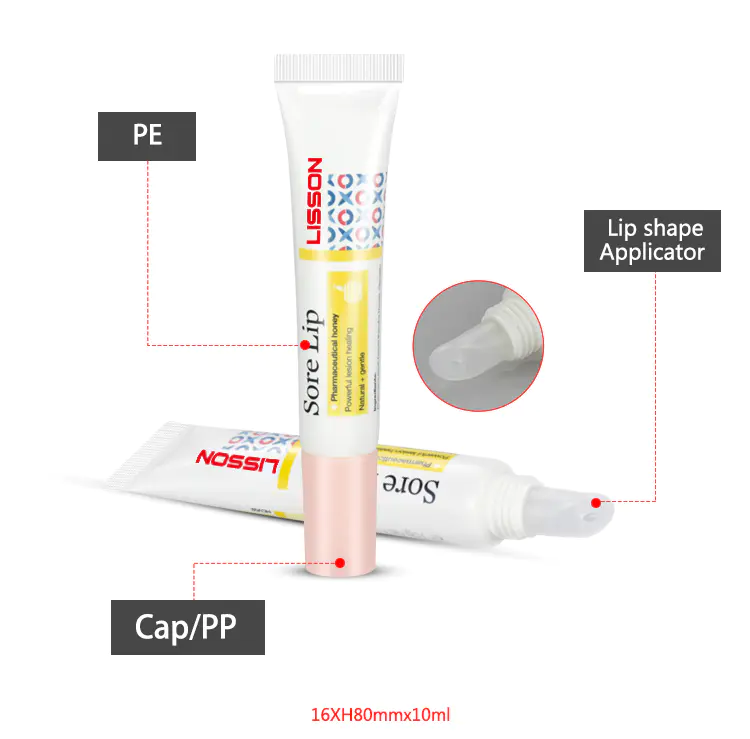 PE
Lip shape
Applicator
LISSON
Sore Lip
Pharmaceutical honey
Powerful lesion healing
Natural + gentle
LISSON
Sore
Cap/PP
16XH80mmx10ml